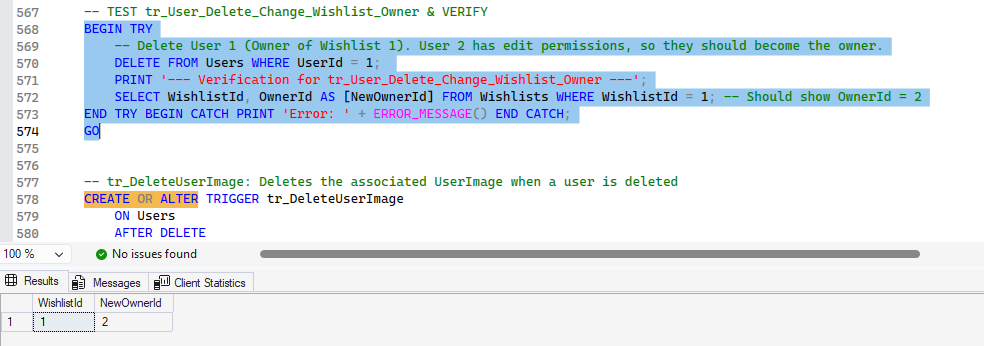 567 -- TEST tr_User_Delete_Change_Wishlist_Owner & VERIFY
568 BEGIN TRY
569 -- Delete User 1 (Owner of Wishlist 1). User 2 has edit permissions, so they should become the owner.
570 DELETE FROM Users WHERE UserId = 1;
571 PRINT '--- Verification for tr_User_Delete_Change_Wishlist_Owner ---';
572 SELECT WishlistId, OwnerId AS [NewOwnerId] FROM Wishlists WHERE WishlistId = 1; -- Should show OwnerId = 2
573 END TRY BEGIN CATCH PRINT 'Error: ' + ERROR_MESSAGE() END CATCH;
574 GO
575
576
577 -- tr_DeleteUserImage: Deletes the associated UserImage when a user is deleted
578 CREATE OR ALTER TRIGGER tr_DeleteUserImage
579 ON Users
580 AFTER DELETE
100 % No issues found
Results Messages Client Statistics
WishlistId NewOwnerId
1 1 2